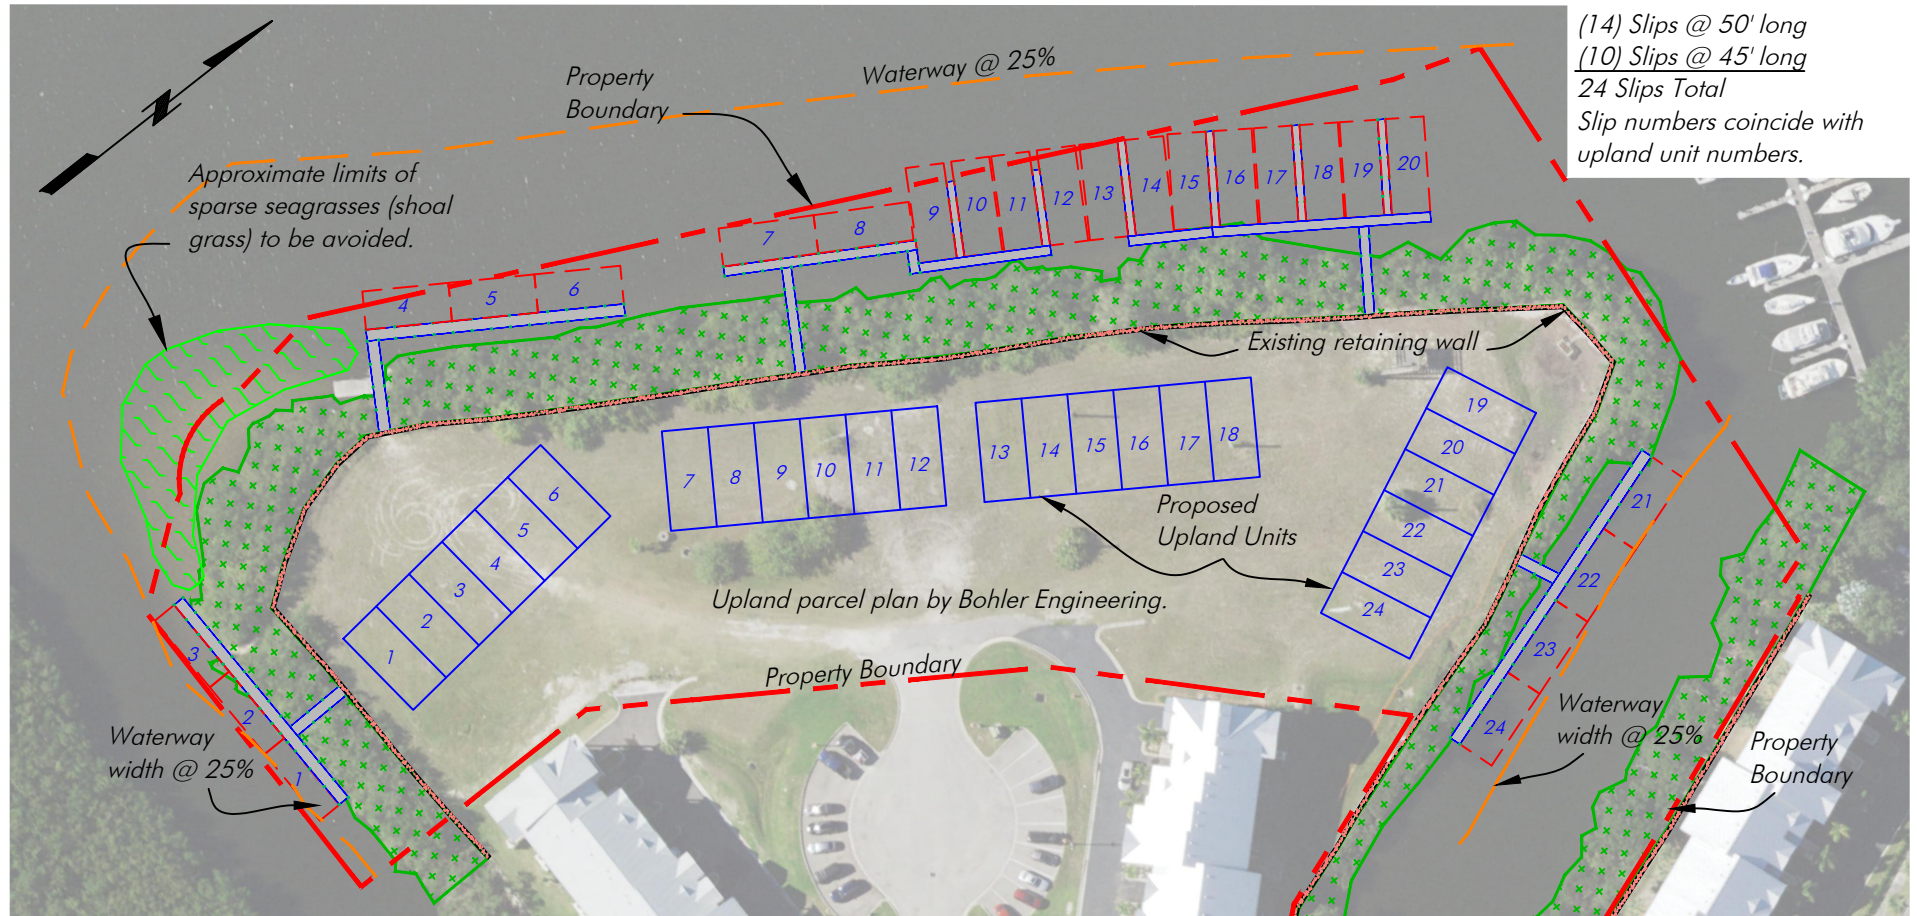 (14) Slips @ 50' long
(10) Slips @ 45' long
24 Slips Total
Slip numbers coincide with
upland unit numbers.
Property
Boundary
Waterway @ 25%
Approximate limits of
sparse seagrasses (shoal
grass) to be avoided.
4
5
6
7
8
9
10
11
12
13
14
15
16
17
18
19
20
Existing retaining wall
1
2
3
4
5
6
7
8
9
10
11
12
13
14
15
16
17
18
19
20
21
22
23
24
Proposed
Upland Units
Upland parcel plan by Bohler Engineering.
Property Boundary
3
2
1
Waterway
width @ 25%
21
22
23
24
Waterway
width @ 25%
Property
Boundary